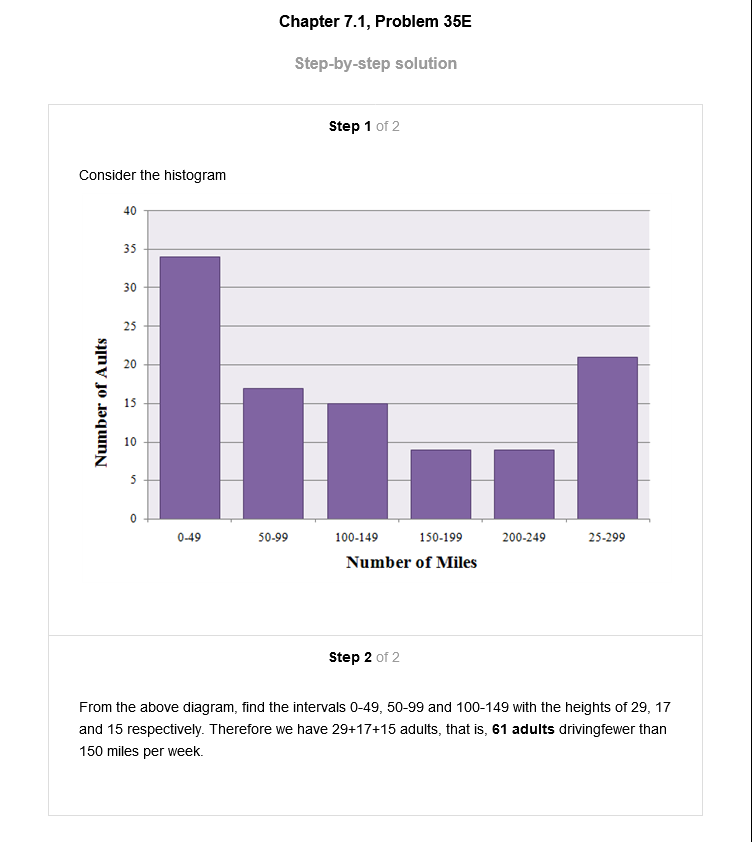 Chapter 7.1, Problem 35E
Step-by-step solution
Step 1 of 2
Consider the histogram
40
35
30
25
20
15
10
5
0
Number of Aults
0-49 50-99 100-149 150-199 200-249 25-299
Number of Miles
Step 2 of 2
From the above diagram, find the intervals 0-49, 50-99 and 100-149 with the heights of 29, 17
and 15 respectively. Therefore we have 29+17+15 adults, that is, 61 adults drivingfewer than
150 miles per week.